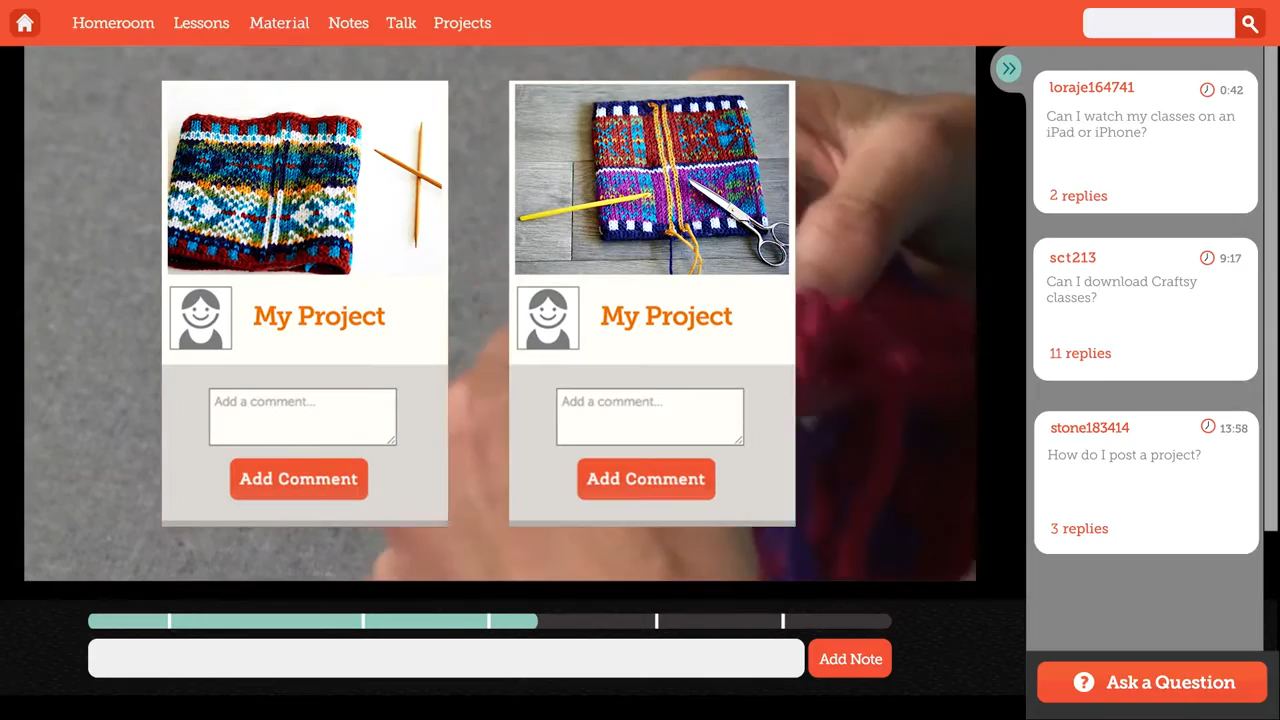 Homeroom Lessons Material Notes Talk Projects
My Project
Add a comment...
Add Comment
My Project
Add a comment...
Add Comment
Add Note
loraje164741 0:42
Can I watch my classes on an
iPad or iPhone?
2 replies
sct213 9:17
Can I download Craftsy
classes?
11 replies
stone183414 13:58
How do I post a project?
3 replies
? Ask a Question